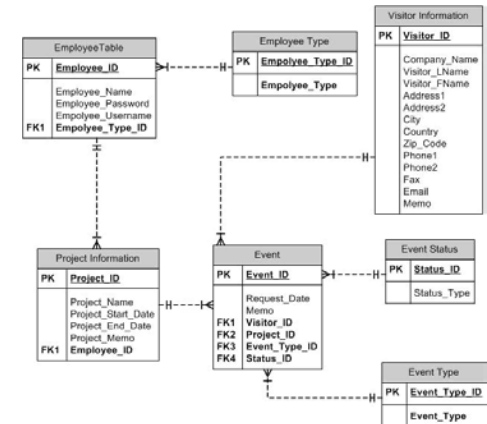 Visitor Information
PK Visitor_ID
Company_Name
Visitor_LName
Visitor_FName
Address1
Address2
City
Country
Zip_Code
Phone1
Phone2
Fax
Email
Memo
EmployeeTable
PK Employee_ID
Employee_Name
Employee_Password
Empolyee_Username
FK1 Empolyee_Type_ID
Employee Type
PK Empolyee_Type_ID
Empolyee_Type
Project Information
PK Project_ID
Project_Name
Project_Start_Date
Project_End_Date
Project_Memo
FK1 Employee_ID
Event
PK Event_ID
Request_Date
Memo
FK1 Visitor_ID
FK2 Project_ID
FK3 Event_Type_ID
FK4 Status_ID
Event Status
PK Status_ID
Status_Type
Event Type
PK Event_Type_ID
Event_Type